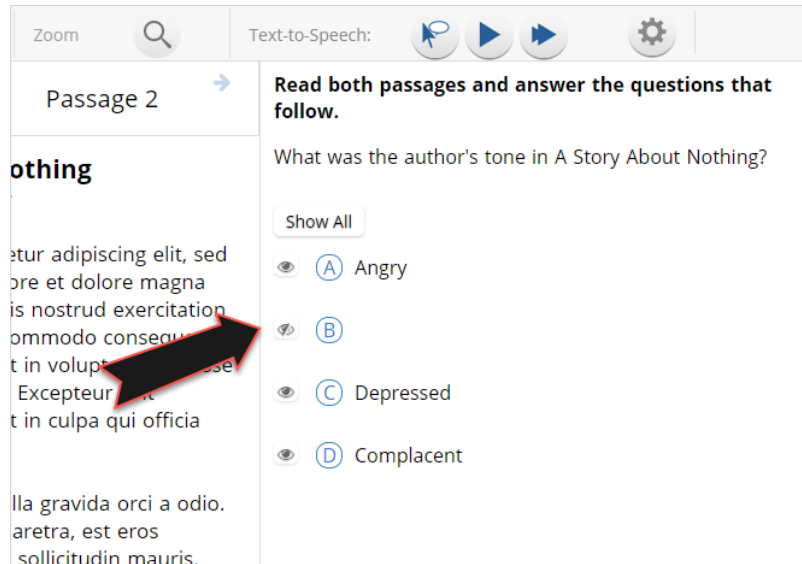 Zoom
Text-to-Speech:
Passage 2
othing
etur adipiscing elit, sed
ore et dolore magna
is nostrud exercitation
ommodo
t in
Excepteur
t in culpa qui officia
lla gravida orci a odio.
aretra, est eros
sollicitudin mauris.
Read both passages and answer the questions that
follow.
What was the author's tone in A Story About Nothing?
Show All
A Angry
B
C Depressed
D Complacent